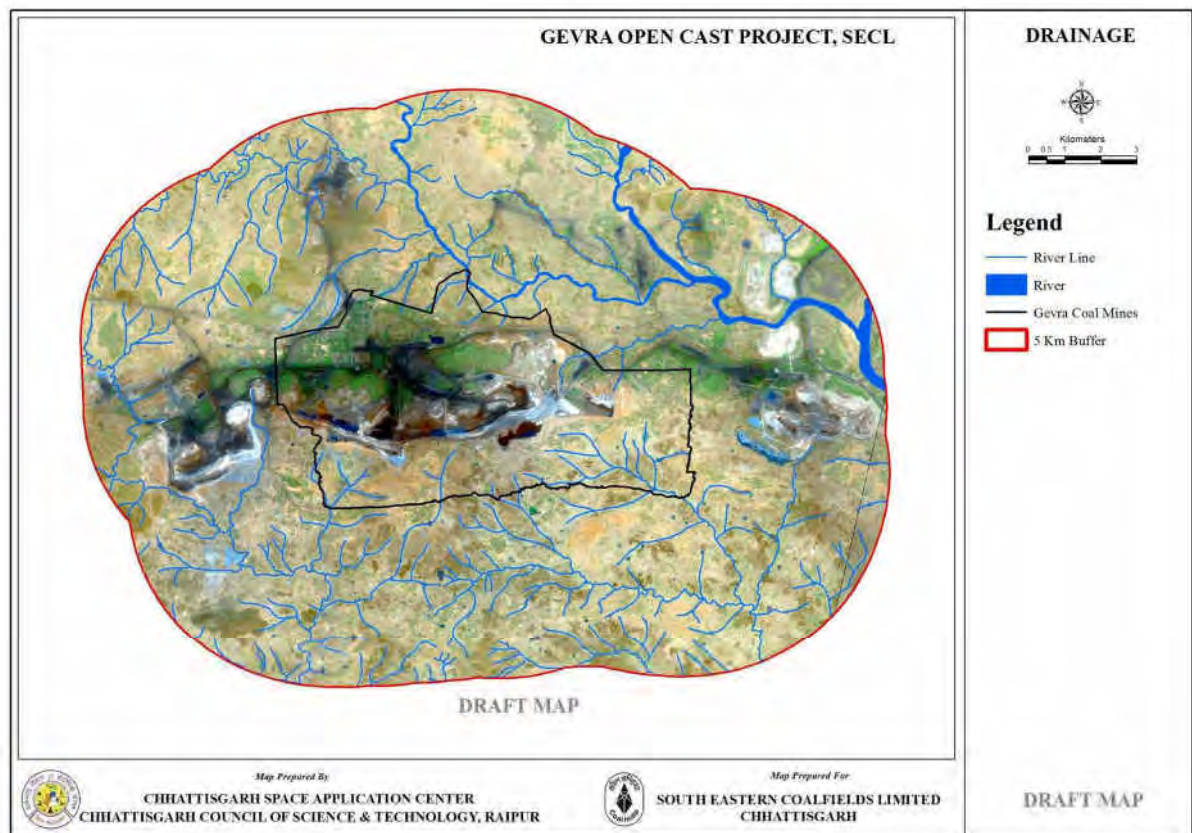 GEVRA OPEN CAST PROJECT, SECL
DRAFT MAP
DRAINAGE
N
W E
S
Kilometers
0 0.5 1 2 3
Legend
River Line
River
Gevra Coal Mines
5 Km Buffer
Map Prepared By
CHHATTISGARH SPACE APPLICATION CENTER
CHHATTISGARH COUNCIL OF SCIENCE & TECHNOLOGY, RAIPUR
Map Prepared For
SOUTH EASTERN COALFIELDS LIMITED
CHHATTISGARH
DRAFT MAP